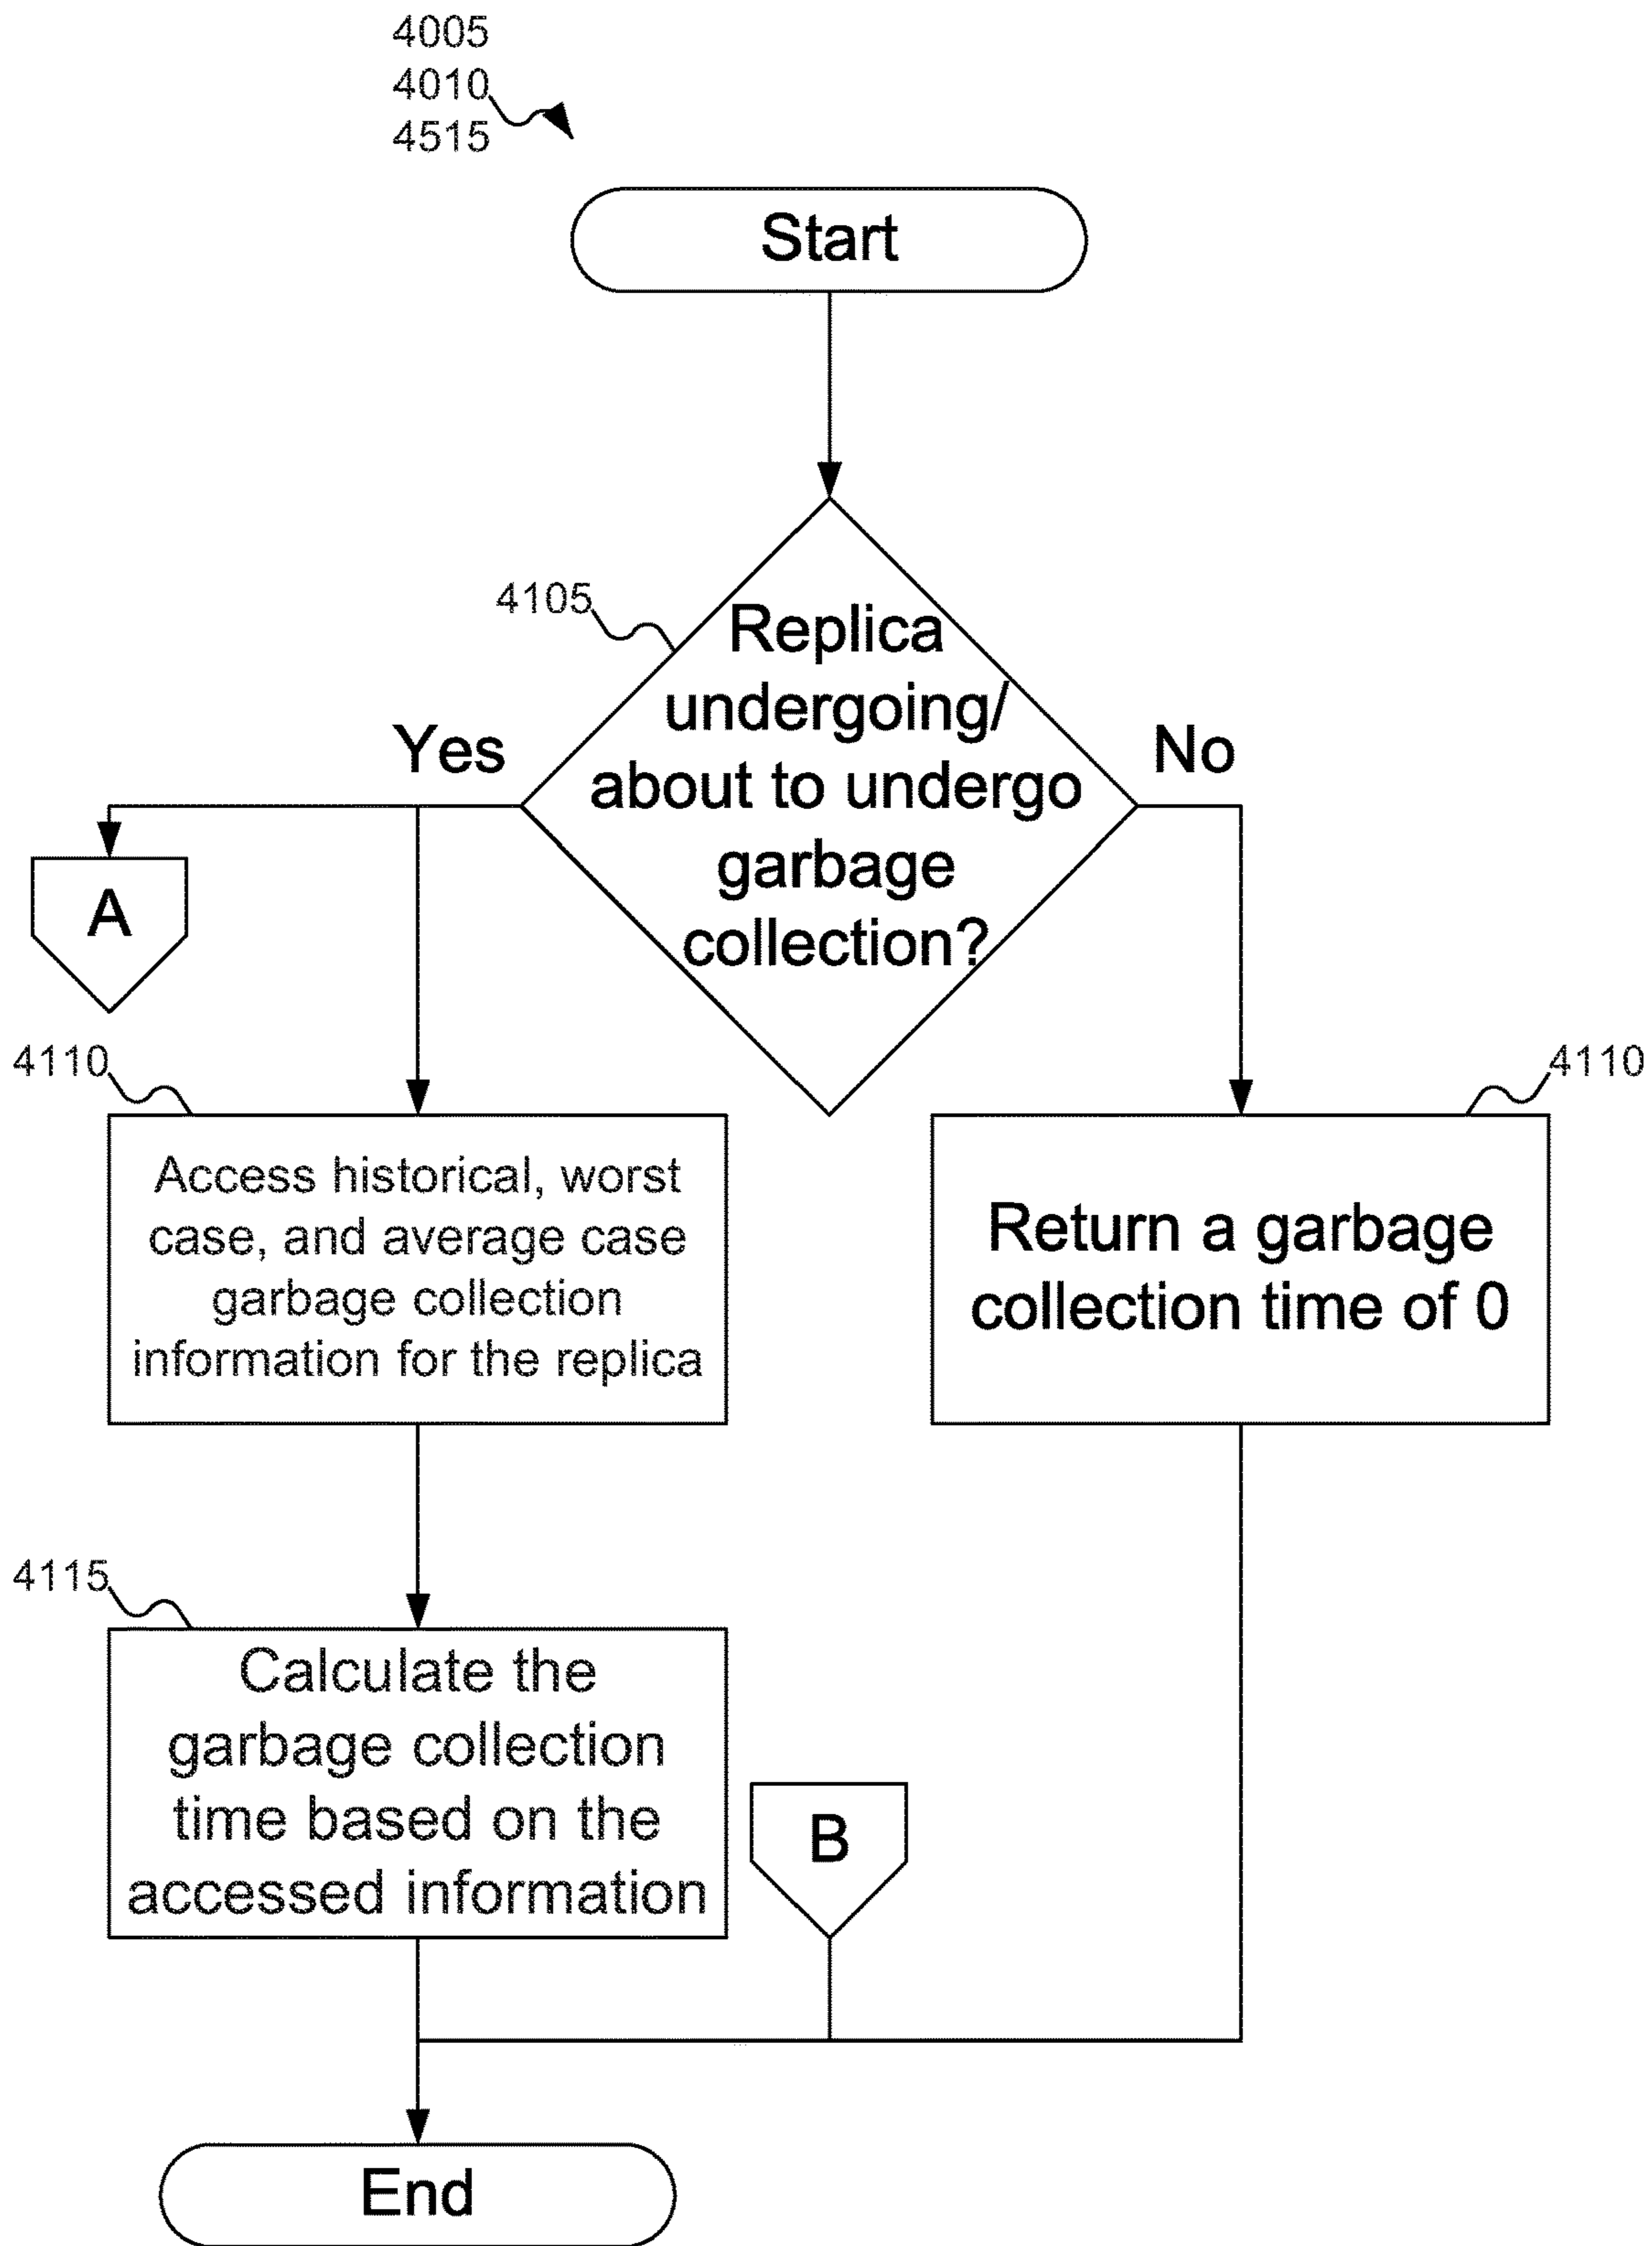 4005
4010
4515
Start
4105
Replica
undergoing/
about to undergo
garbage
collection?
Yes
No
A
4110
4110
Access historical, worst
case, and average case
garbage collection
information for the replica
Return a garbage
collection time of 0
4115
Calculate the
garbage collection
time based on the
accessed information
B
End